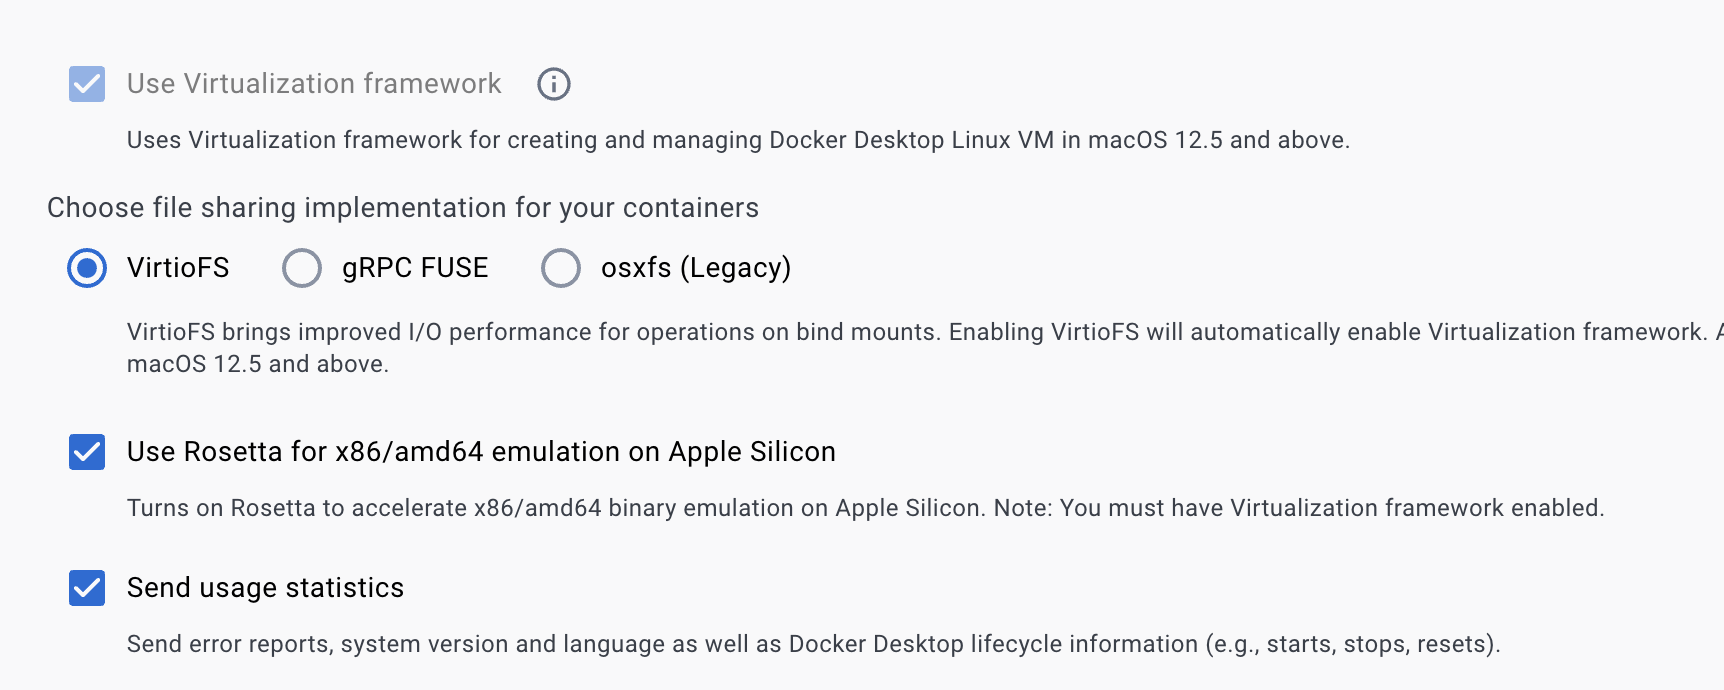 Use Virtualization framework
Uses Virtualization framework for creating and managing Docker Desktop Linux VM in macOS 12.5 and above.
Choose file sharing implementation for your containers
VirtioFS gRPC FUSE osxfs (Legacy)
VirtioFS brings improved I/O performance for operations on bind mounts. Enabling VirtioFS will automatically enable Virtualization framework.
macOS 12.5 and above.
Use Rosetta for x86/amd64 emulation on Apple Silicon
Turns on Rosetta to accelerate x86/amd64 binary emulation on Apple Silicon. Note: You must have Virtualization framework enabled.
Send usage statistics
Send error reports, system version and language as well as Docker Desktop lifecycle information (e.g., starts, stops, resets).